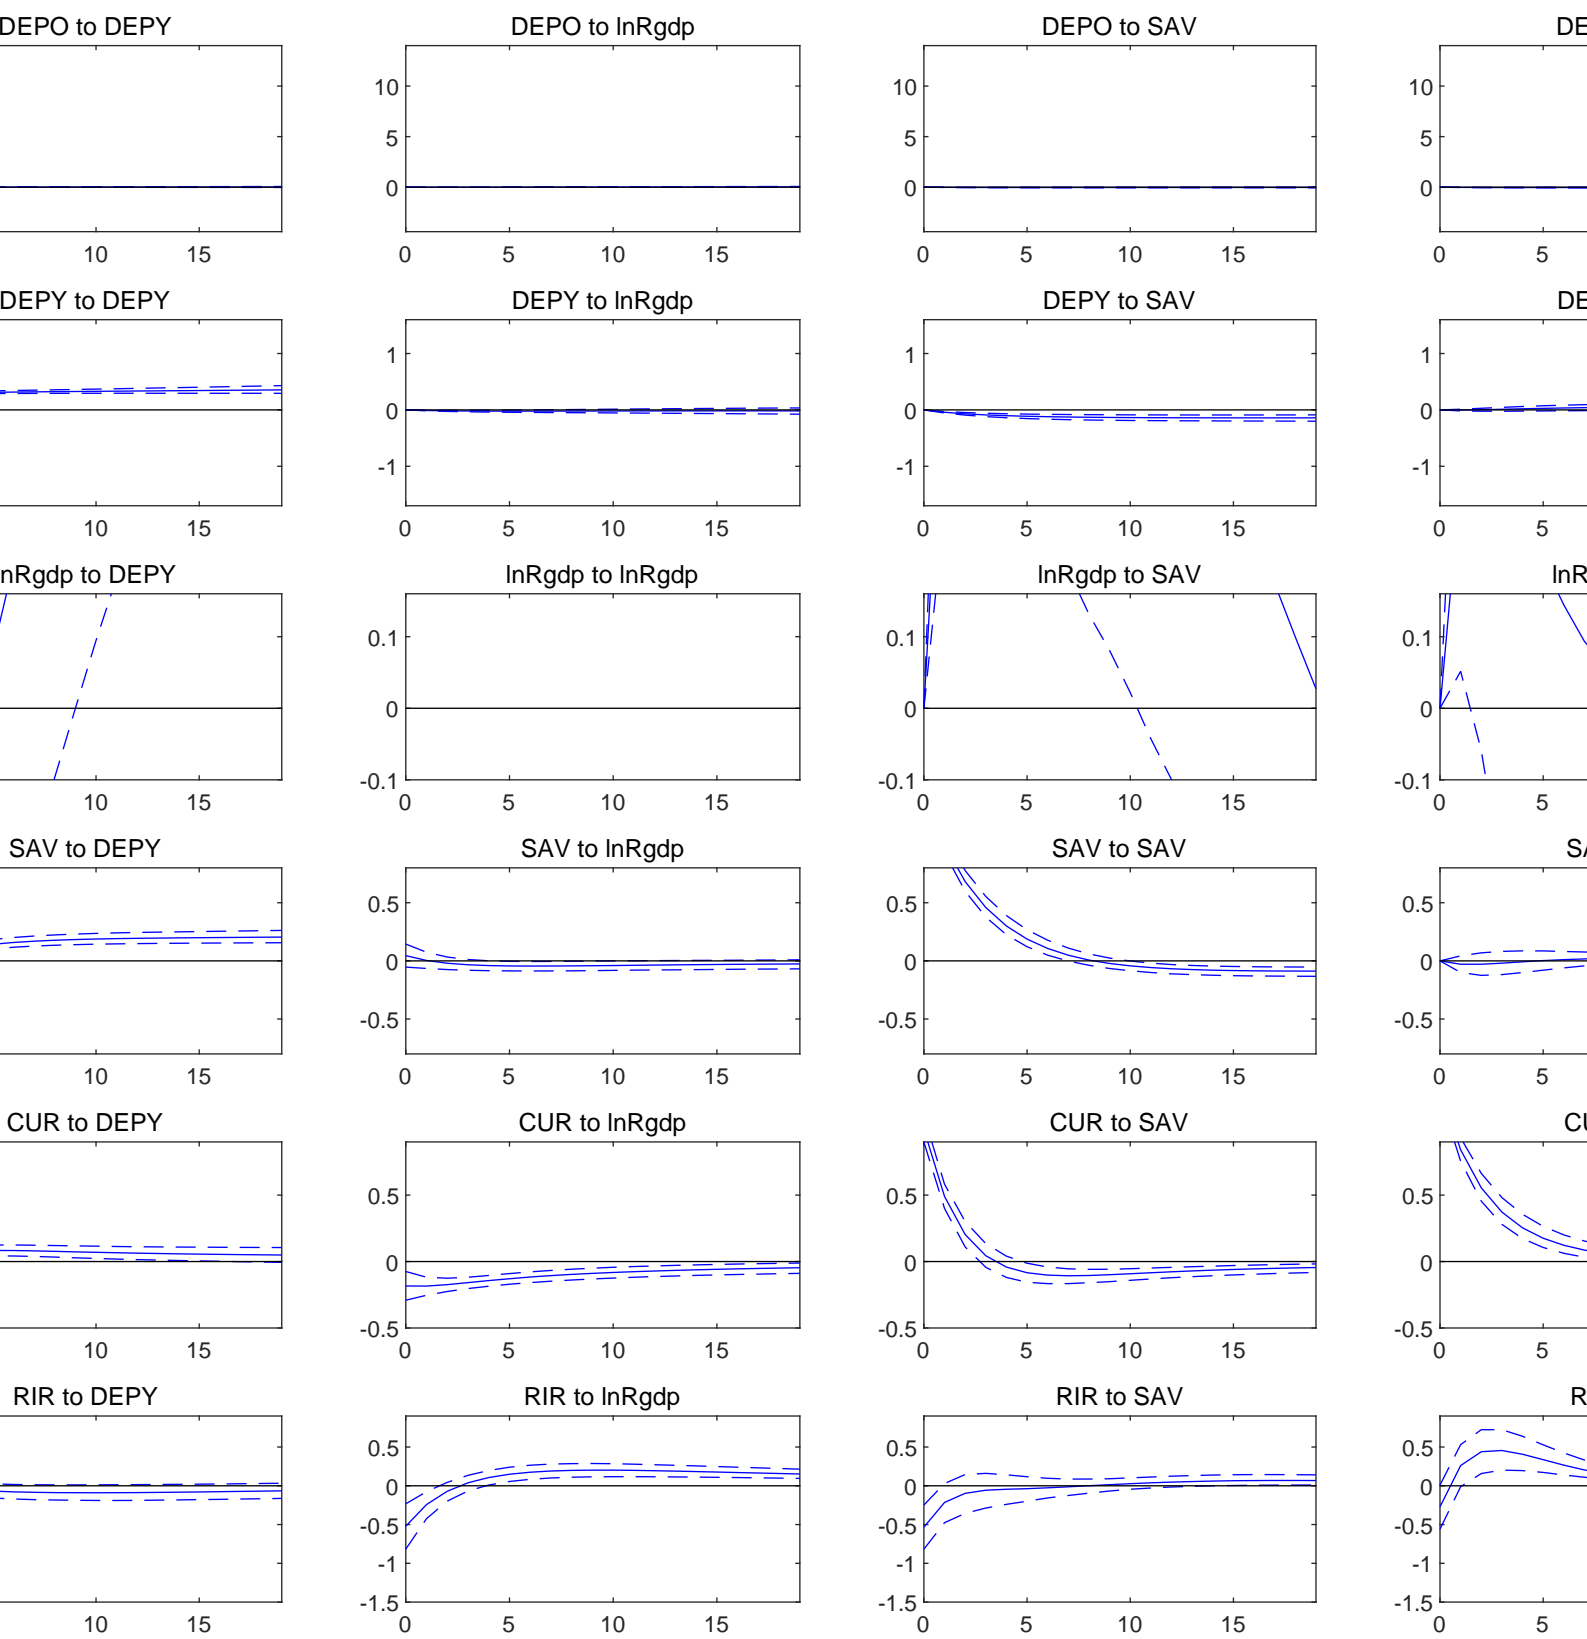 DEPO to DEPY DEPO to lnRgdp DEPO to SAV DE
10 10
5 5
0 0 0
10 15 0 5 10 15 0 5 10 15 0 5
DEPY to DEPY DEPY to lnRgdp DEPY to SAV DE
1 1 1
0 0 0
-1 -1 -1
10 15 0 5 10 15 0 5 10 15 0 5
nRgdp to DEPY lnRgdp to lnRgdp lnRgdp to SAV lnR
0.1 0.1 0.1
0 0 0
-0.1 -0.1 -0.1
10 15 0 5 10 15 0 5 10 15 0 5
SAV to DEPY SAV to lnRgdp SAV to SAV SA
0.5 0.5 0.5
0 0 0
-0.5 -0.5 -0.5
10 15 0 5 10 15 0 5 10 15 0 5
CUR to DEPY CUR to lnRgdp CUR to SAV CU
0.5 0.5 0.5
0 0 0
-0.5 -0.5 -0.5
10 15 0 5 10 15 0 5 10 15 0 5
RIR to DEPY RIR to lnRgdp RIR to SAV R
0.5 0.5 0.5
0 0 0
-0.5 -0.5 -0.5
-1 -1 -1
-1.5 -1.5 -1.5
10 15 0 5 10 15 0 5 10 15 0 5